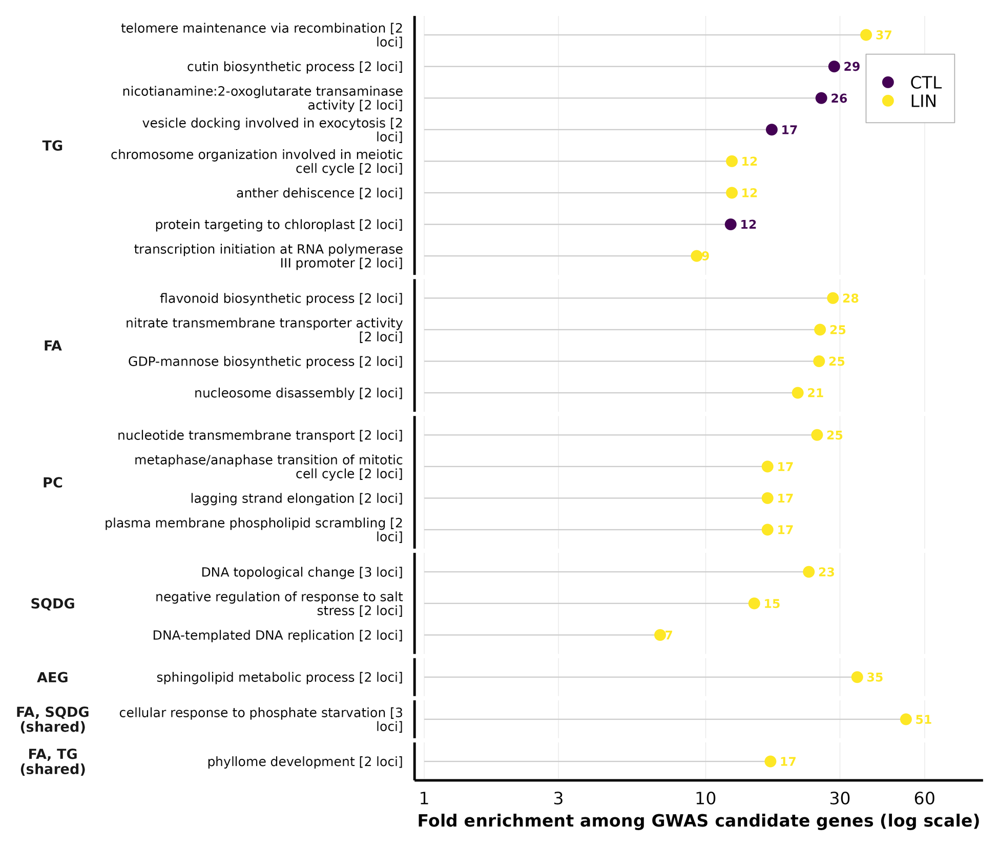 telomere maintenance via recombination [2
loci]
37
cutin biosynthetic process [2 loci]
29
nicotianamine:2-oxoglutarate transaminase
activity [2 loci]
26
CTL
LIN
vesicle docking involved in exocytosis [2
loci]
17
TG
chromosome organization involved in meiotic
cell cycle [2 loci]
12
anther dehiscence [2 loci]
12
protein targeting to chloroplast [2 loci]
12
transcription initiation at RNA polymerase
III promoter [2 loci]
9
flavonoid biosynthetic process [2 loci]
28
nitrate transmembrane transporter activity
[2 loci]
25
FA
GDP-mannose biosynthetic process [2 loci]
25
nucleosome disassembly [2 loci]
21
nucleotide transmembrane transport [2 loci]
25
metaphase/anaphase transition of mitotic
cell cycle [2 loci]
17
PC
lagging strand elongation [2 loci]
17
plasma membrane phospholipid scrambling [2
loci]
17
DNA topological change [3 loci]
23
SQDG
negative regulation of response to salt
stress [2 loci]
15
DNA-templated DNA replication [2 loci]
7
AEG
sphingolipid metabolic process [2 loci]
35
FA, SQDG
(shared)
cellular response to phosphate starvation [3
loci]
51
FA, TG
(shared)
phyllome development [2 loci]
17
1 3 10 30 60
Fold enrichment among GWAS candidate genes (log scale)